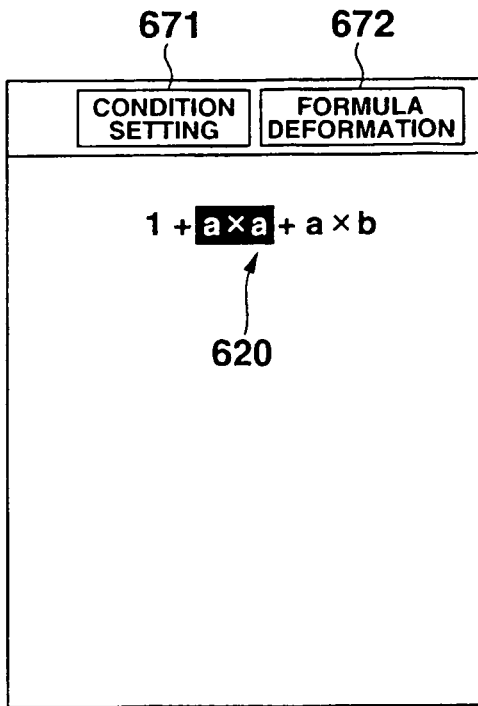 671 672
CONDITION SETTING
FORMULA DEFORMATION
1 + a × a + a × b
620